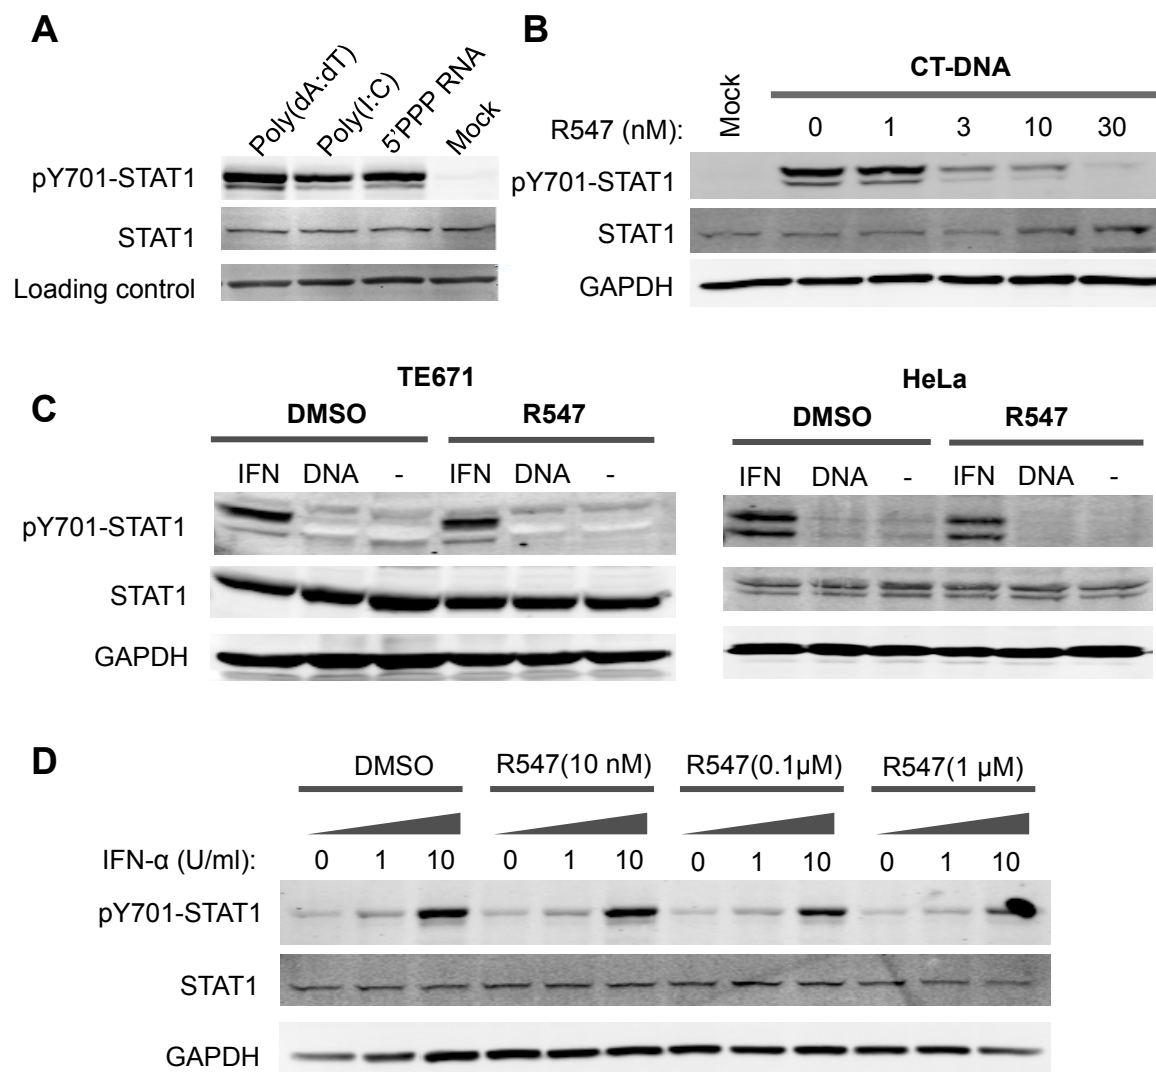 A
Poly(dA:dT)
Poly(I:C)
5'PPP RNA
Mock
pY701-STAT1
STAT1
Loading control
B
CT-DNA
Mock
R547 (nM): 0 1 3 10 30
pY701-STAT1
STAT1
GAPDH
C
TE671
DMSO R547
IFN DNA - IFN DNA -
HeLa
DMSO R547
IFN DNA - IFN DNA -
pY701-STAT1
STAT1
GAPDH
D
DMSO R547(10 nM) R547(0.1µM) R547(1 µM)
IFN-α (U/ml): 0 1 10 0 1 10 0 1 10 0 1 10
pY701-STAT1
STAT1
GAPDH